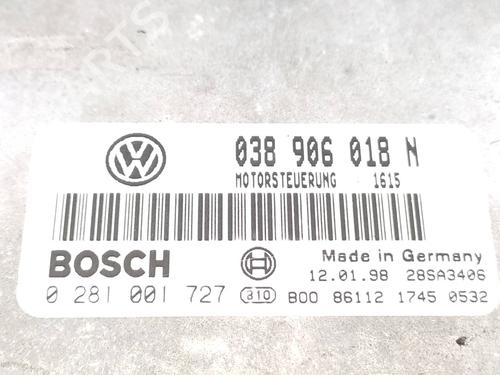 038 906 018 N
MOTORSTEUERUNG 1615
BOSCH
Made in Germany
12.01.98 28SA3406
0 281 001 727 810 B00 86112 1745 0532